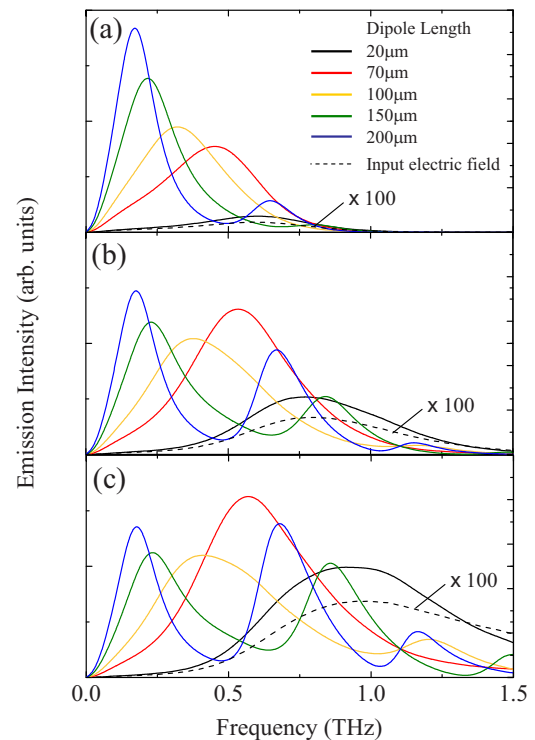 (a)
Dipole Length
20μm
70μm
100μm
150μm
200μm
Input electric field
x 100
(b)
x 100
(c)
x 100
Emission Intensity (arb. units)
0.0 0.5 1.0 1.5
Frequency (THz)